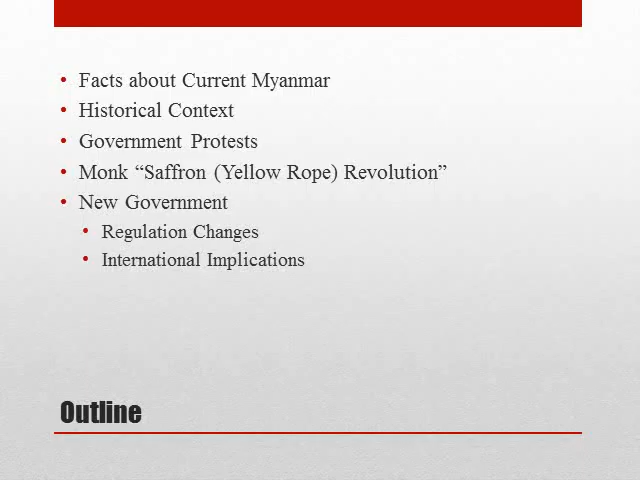 • Facts about Current Myanmar
• Historical Context
• Government Protests
• Monk “Saffron (Yellow Rope) Revolution”
• New Government
• Regulation Changes
• International Implications
Outline